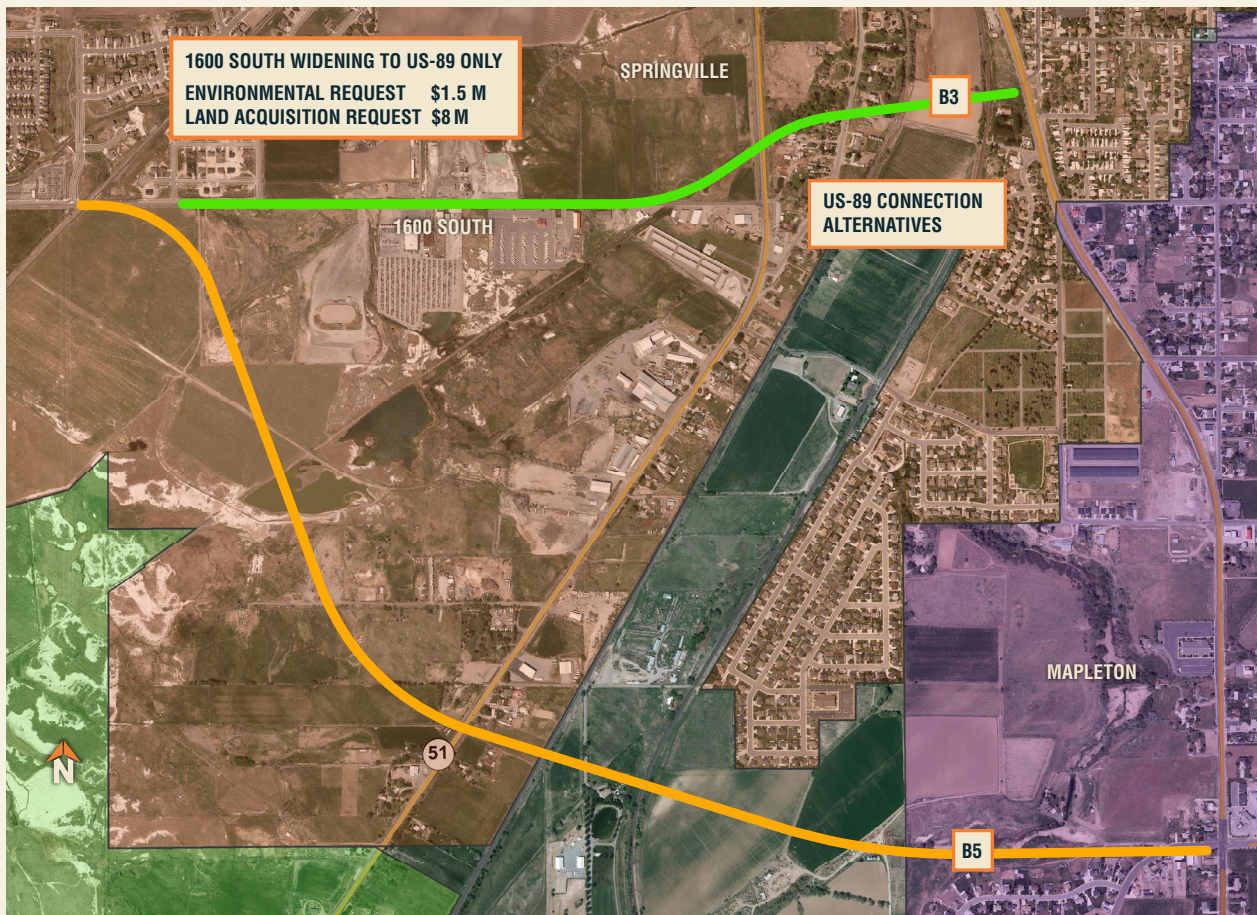 1600 SOUTH WIDENING TO US-89 ONLY
ENVIRONMENTAL REQUEST $1.5 M
LAND ACQUISITION REQUEST $8 M
SPRINGVILLE
B3
US-89 CONNECTION
ALTERNATIVES
1600 SOUTH
MAPLETON
51
N
B5